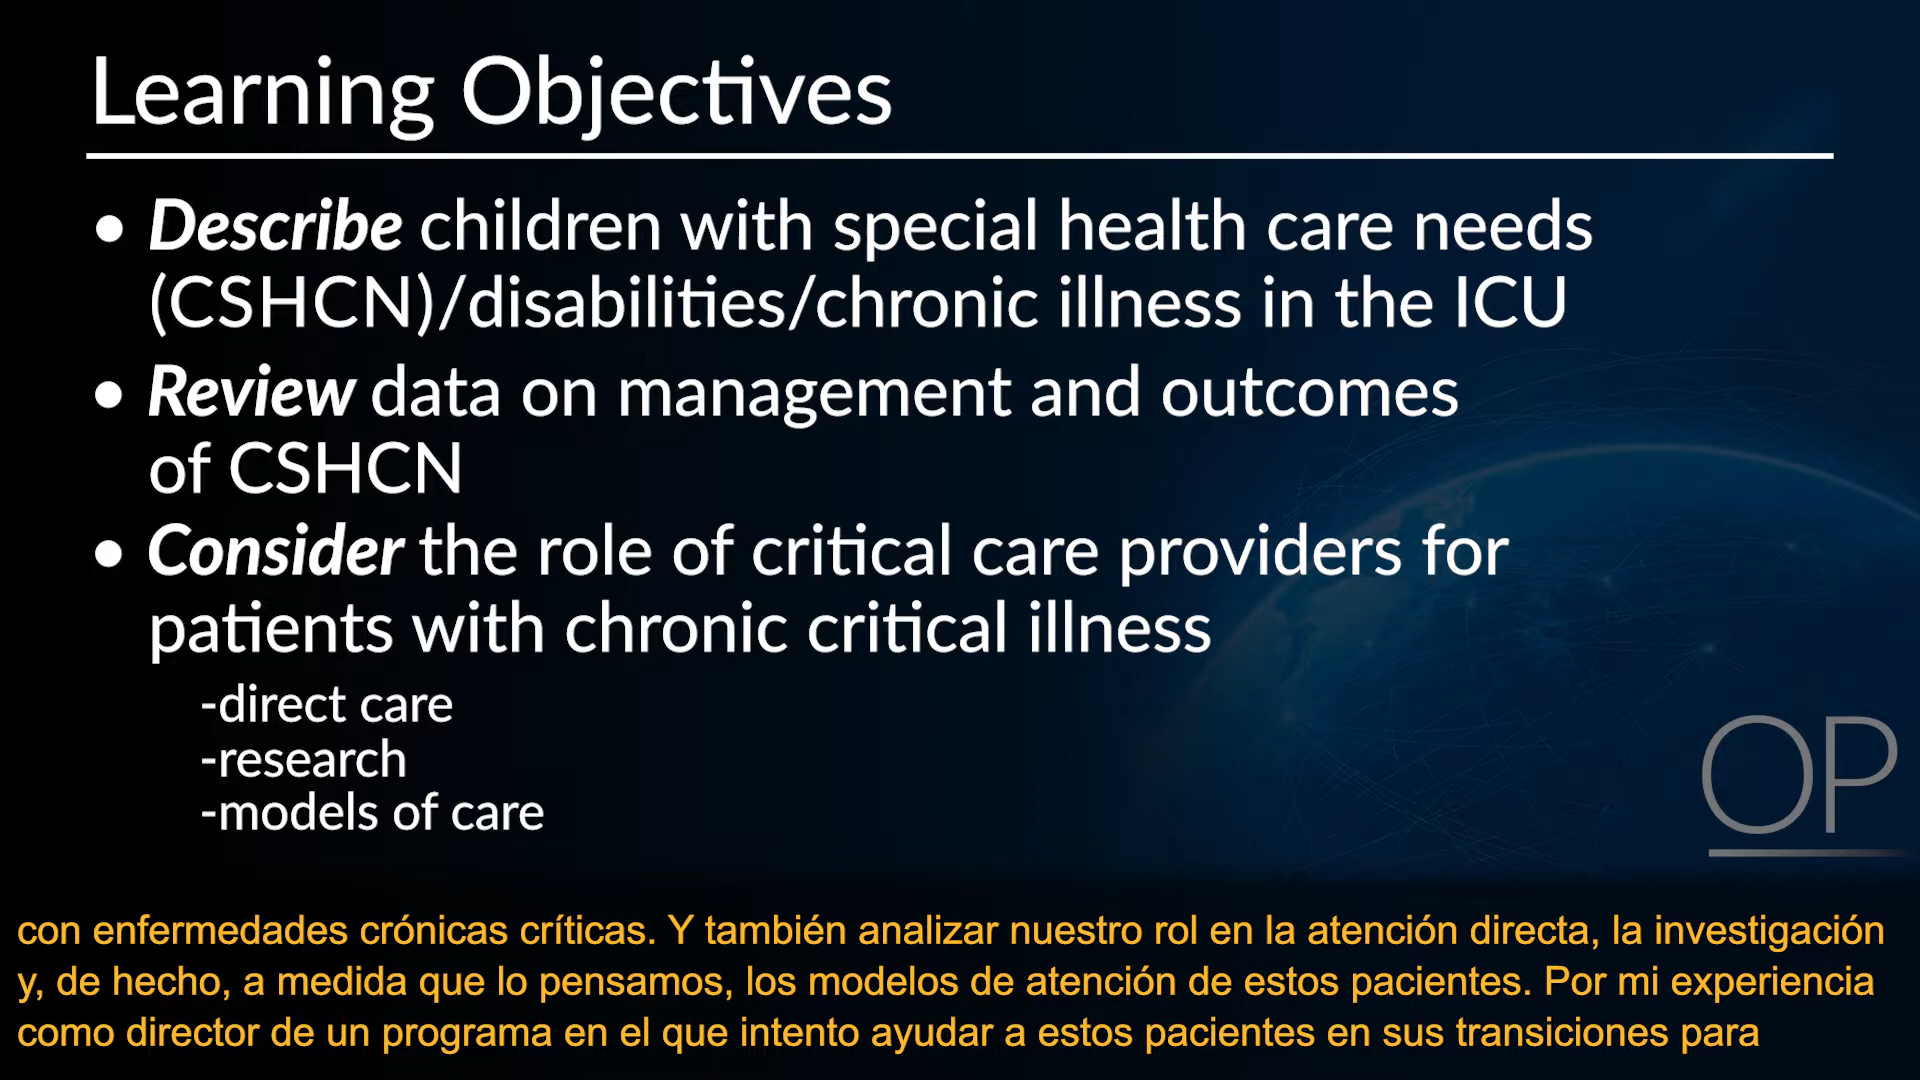 Learning Objectives
• Describe children with special health care needs
(CSHCN)/disabilities/chronic illness in the ICU
• Review data on management and outcomes
of CSHCN
• Consider the role of critical care providers for
patients with chronic critical illness
-direct care
-research
-models of care
OP
con enfermedades crónicas críticas. Y también analizar nuestro rol en la atención directa, la investigación
y, de hecho, a medida que lo pensamos, los modelos de atención de estos pacientes. Por mi experiencia
como director de un programa en el que intento ayudar a estos pacientes en sus transiciones para